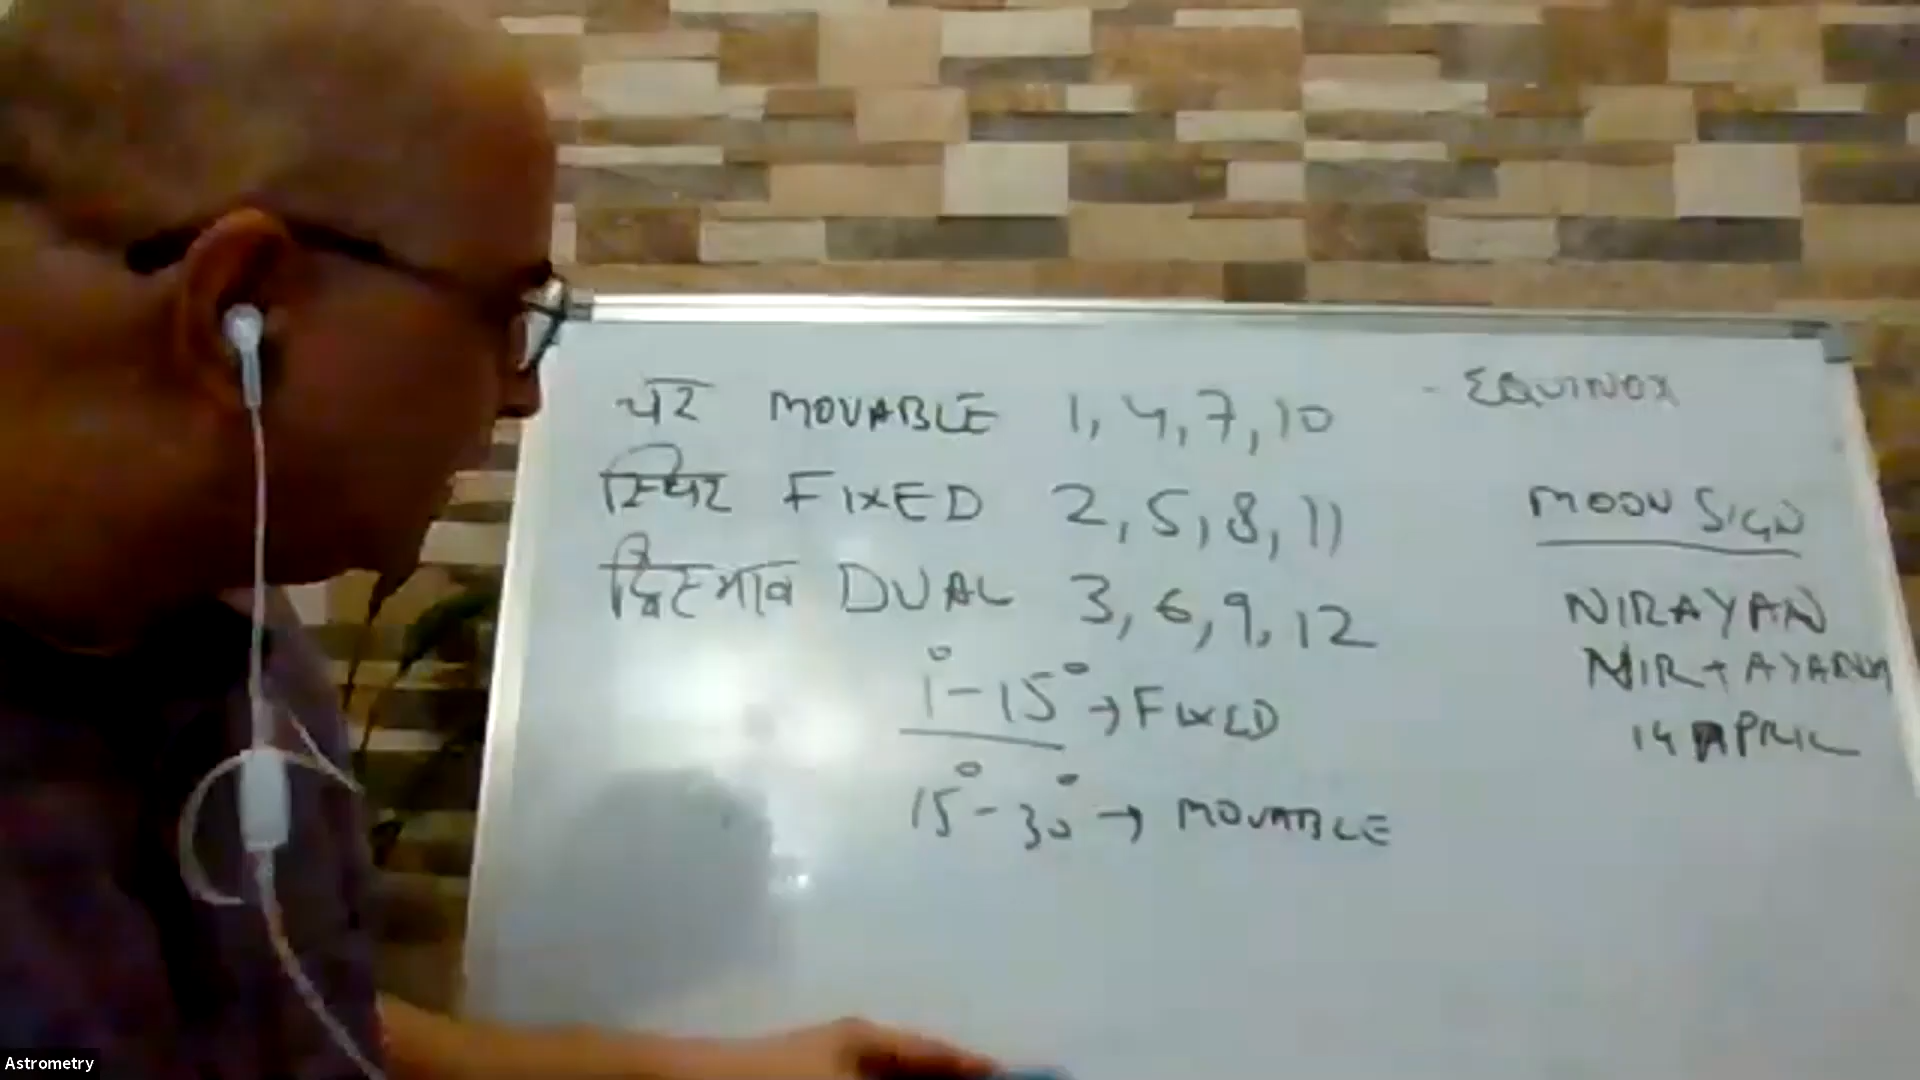 चर MOVABLE 1, 4, 7, 10
स्थिर FIXED 2, 5, 8, 11
द्विस्वभाव DUAL 3, 6, 9, 12
1° - 15° → FIXED
15° - 30° → MOVABLE
- EQUINOX
MOON SIGN
NIRAYAN
NIR + AYANA
14 APRIL
Astrometry